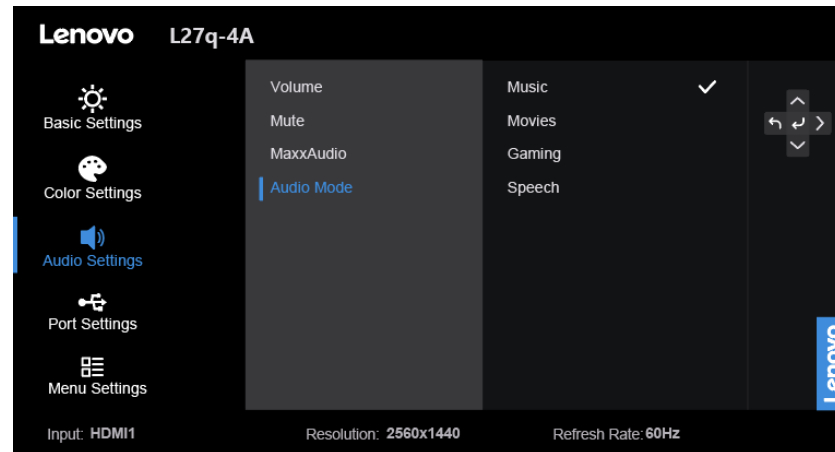 Lenovo L27q-4A
Basic Settings
Color Settings
Audio Settings
Port Settings
Menu Settings
Volume
Mute
MaxxAudio
Audio Mode
Music
Movies
Gaming
Speech
Lenovo
Input: HDMI1 Resolution: 2560x1440 Refresh Rate: 60Hz